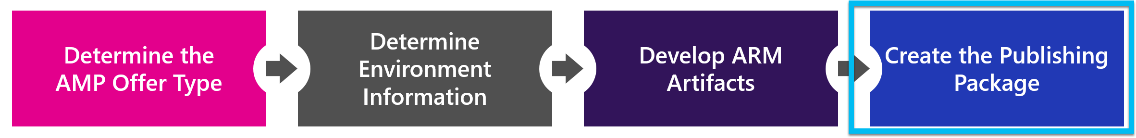 Determine the
AMP Offer Type
Determine
Environment
Information
Develop ARM
Artifacts
Create the Publishing
Package